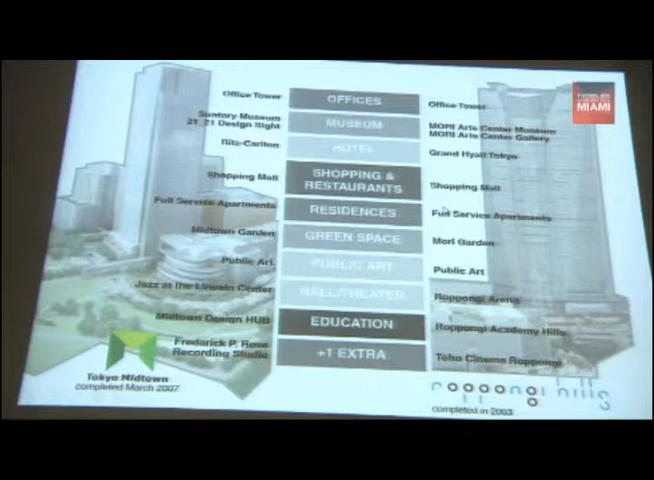 MIAMI
Office Tower
OFFICES
Office Tower
Suntory Museum
21_21 Design Sight
MUSEUM
MORI Arts Center Museum
MORI Arts Center Gallery
Ritz-Carlton
HOTEL
Grand Hyatt Tokyo
Shopping Mall
SHOPPING &
RESTAURANTS
Shopping Mall
Full Service Apartments
RESIDENCES
Full Service Apartments
Midtown Garden
GREEN SPACE
Mori Garden
Public Art
PUBLIC ART
Public Art
Jazz at the Lincoln Center
HALL/THEATER
Roppongi Arena
Midtown Design HUB
EDUCATION
Roppongi Academy Hills
Frederick P. Rose
Recording Studio
+1 EXTRA
Toho Cinema Roppongi
Tokyo Midtown
completed March 2007
roppongi hills
completed in 2003